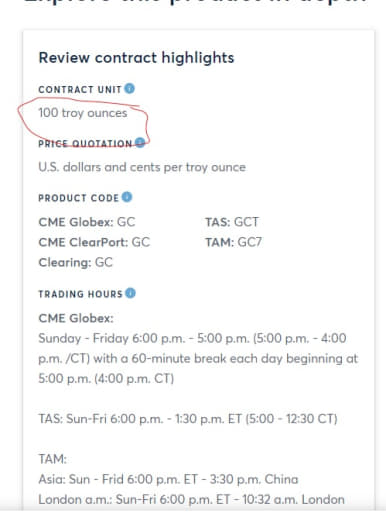 Explore this product in depth
Review contract highlights
CONTRACT UNIT
100 troy ounces
PRICE QUOTATION
U.S. dollars and cents per troy ounce
PRODUCT CODE
CME Globex: GC TAS: GCT
CME ClearPort: GC TAM: GC7
Clearing: GC
TRADING HOURS
CME Globex:
Sunday - Friday 6:00 p.m. - 5:00 p.m. (5:00 p.m. - 4:00
p.m. /CT) with a 60-minute break each day beginning at
5:00 p.m. (4:00 p.m. CT)
TAS: Sun-Fri 6:00 p.m. - 1:30 p.m. ET (5:00 - 12:30 CT)
TAM:
Asia: Sun - Frid 6:00 p.m. ET - 3:30 p.m. China
London a.m.: Sun-Fri 6:00 p.m. ET - 10:32 a.m. London